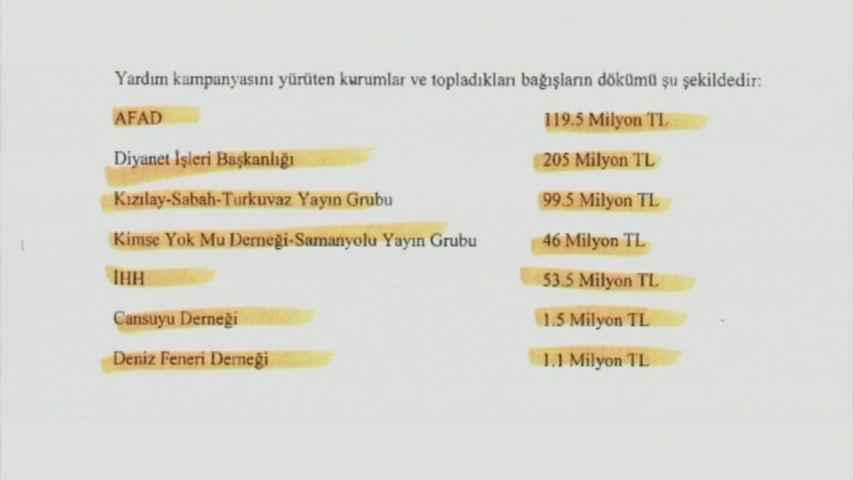 Yardım kampanyasını yürüten kurumlar ve topladıkları bağışların dökümü şu şekildedir:
AFAD 119.5 Milyon TL
Diyanet İşleri Başkanlığı 205 Milyon TL
Kızılay-Sabah-Turkuvaz Yayın Grubu 99.5 Milyon TL
Kimse Yok Mu Derneği-Samanyolu Yayın Grubu 46 Milyon TL
İHH 53.5 Milyon TL
Cansuyu Derneği 1.5 Milyon TL
Deniz Feneri Derneği 1.1 Milyon TL